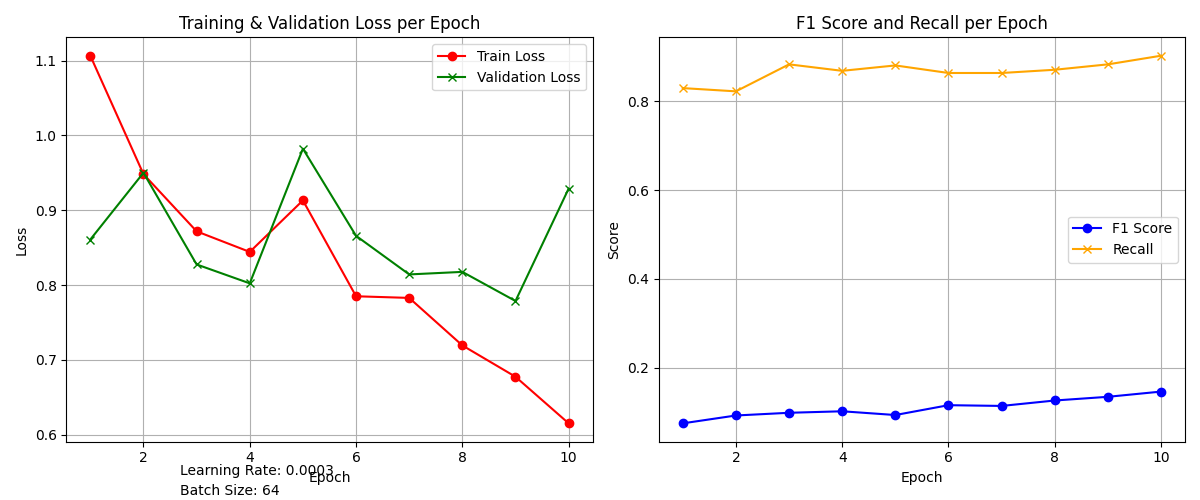 Training & Validation Loss per Epoch
Train Loss
Validation Loss
1.1
1.0
0.9
0.8
0.7
0.6
Loss
2 4 6 8 10
Epoch
Learning Rate: 0.0003
Batch Size: 64
F1 Score and Recall per Epoch
0.8
0.6
0.4
0.2
Score
F1 Score
Recall
2 4 6 8 10
Epoch